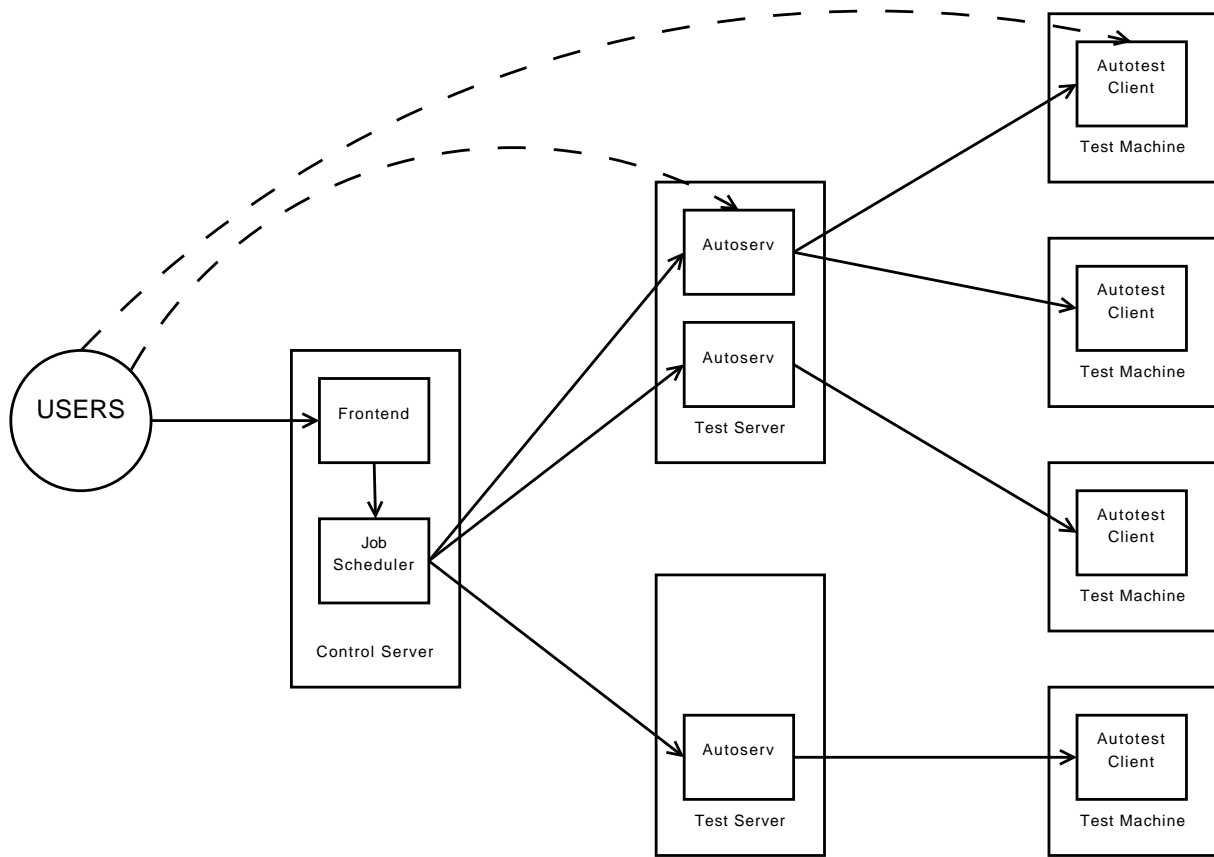 USERS
Frontend
Job
Scheduler
Control Server
Autoserv
Autoserv
Test Server
Autoserv
Test Server
Autotest
Client
Test Machine
Autotest
Client
Test Machine
Autotest
Client
Test Machine
Autotest
Client
Test Machine